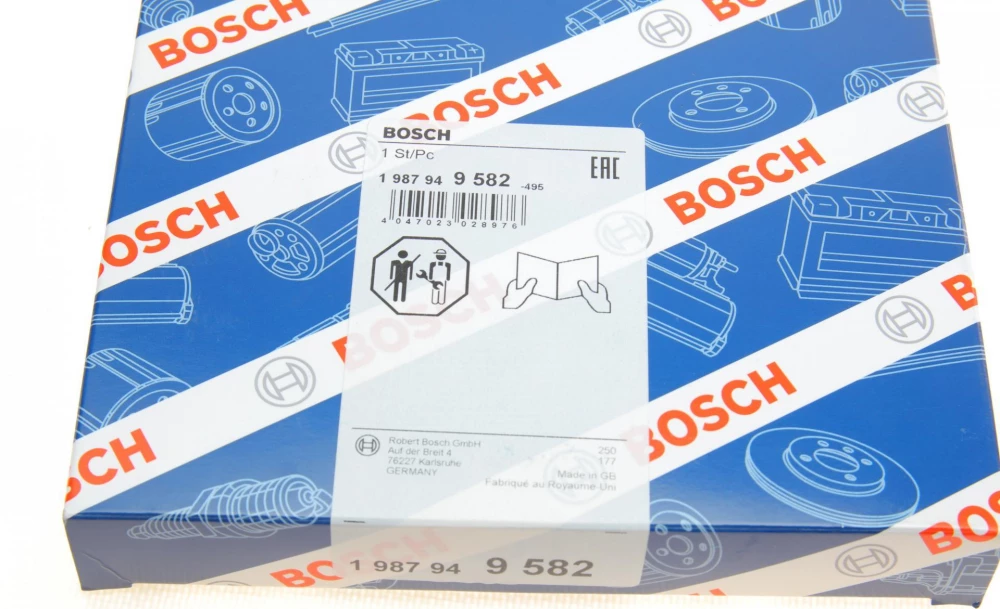 BOSCH
BOSCH
BOSCH
BOSCH
BOSCH
1 St/Pc
EAC
1 987 94 9 582 -495
4 047023 028976
BOSCH
BOSCH
BOSCH
Robert Bosch GmbH
Auf der Breit 4
76227 Karlsruhe
GERMANY
250
177
Made in GB
Fabriqué au Royaume-Uni
1 987 94 9 582